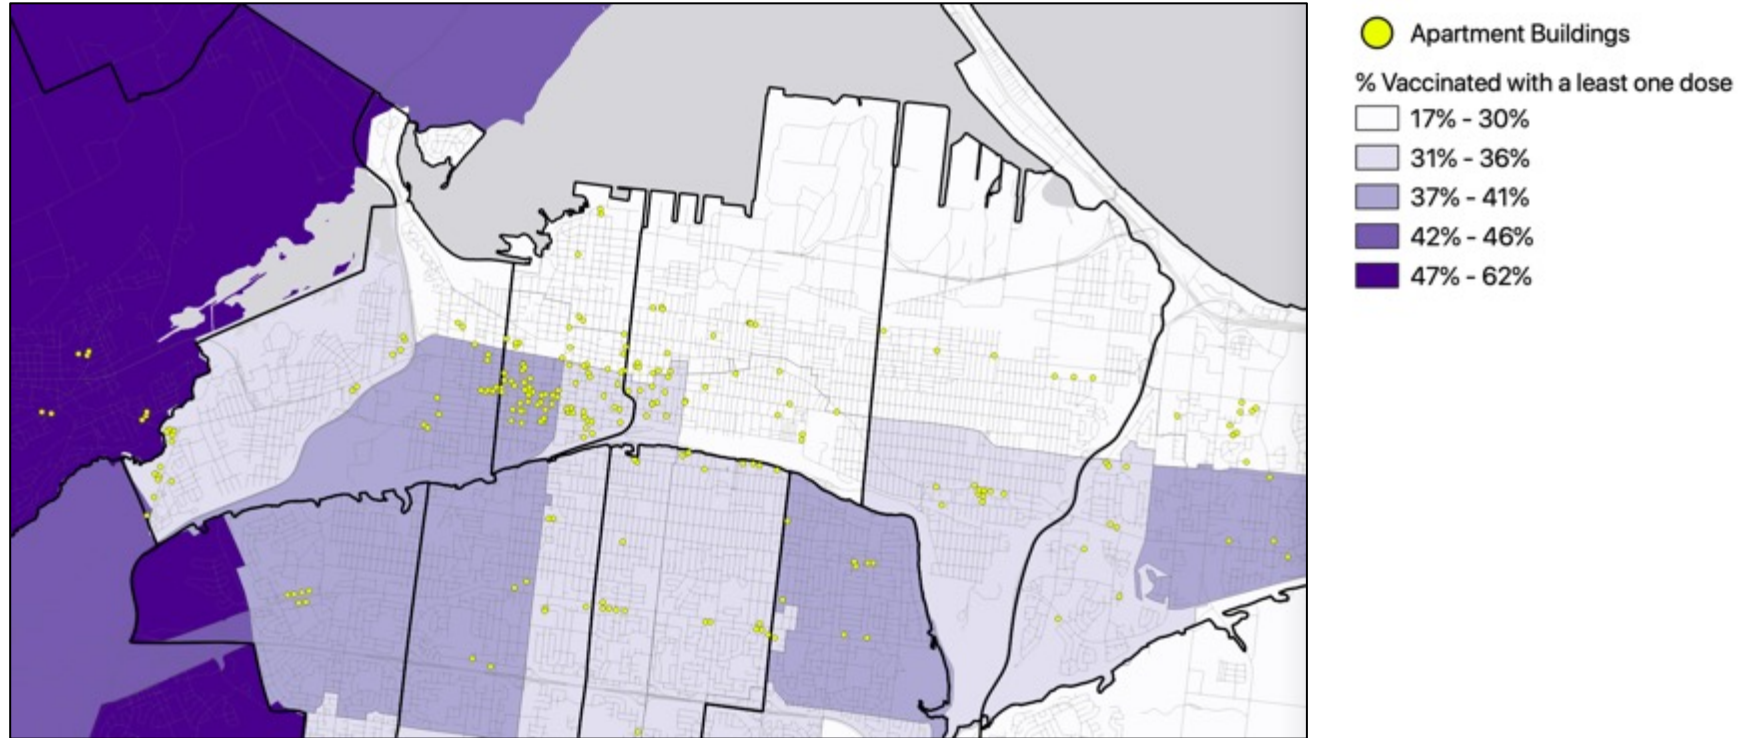 Apartment Buildings
% Vaccinated with a least one dose
17% - 30%
31% - 36%
37% - 41%
42% - 46%
47% - 62%